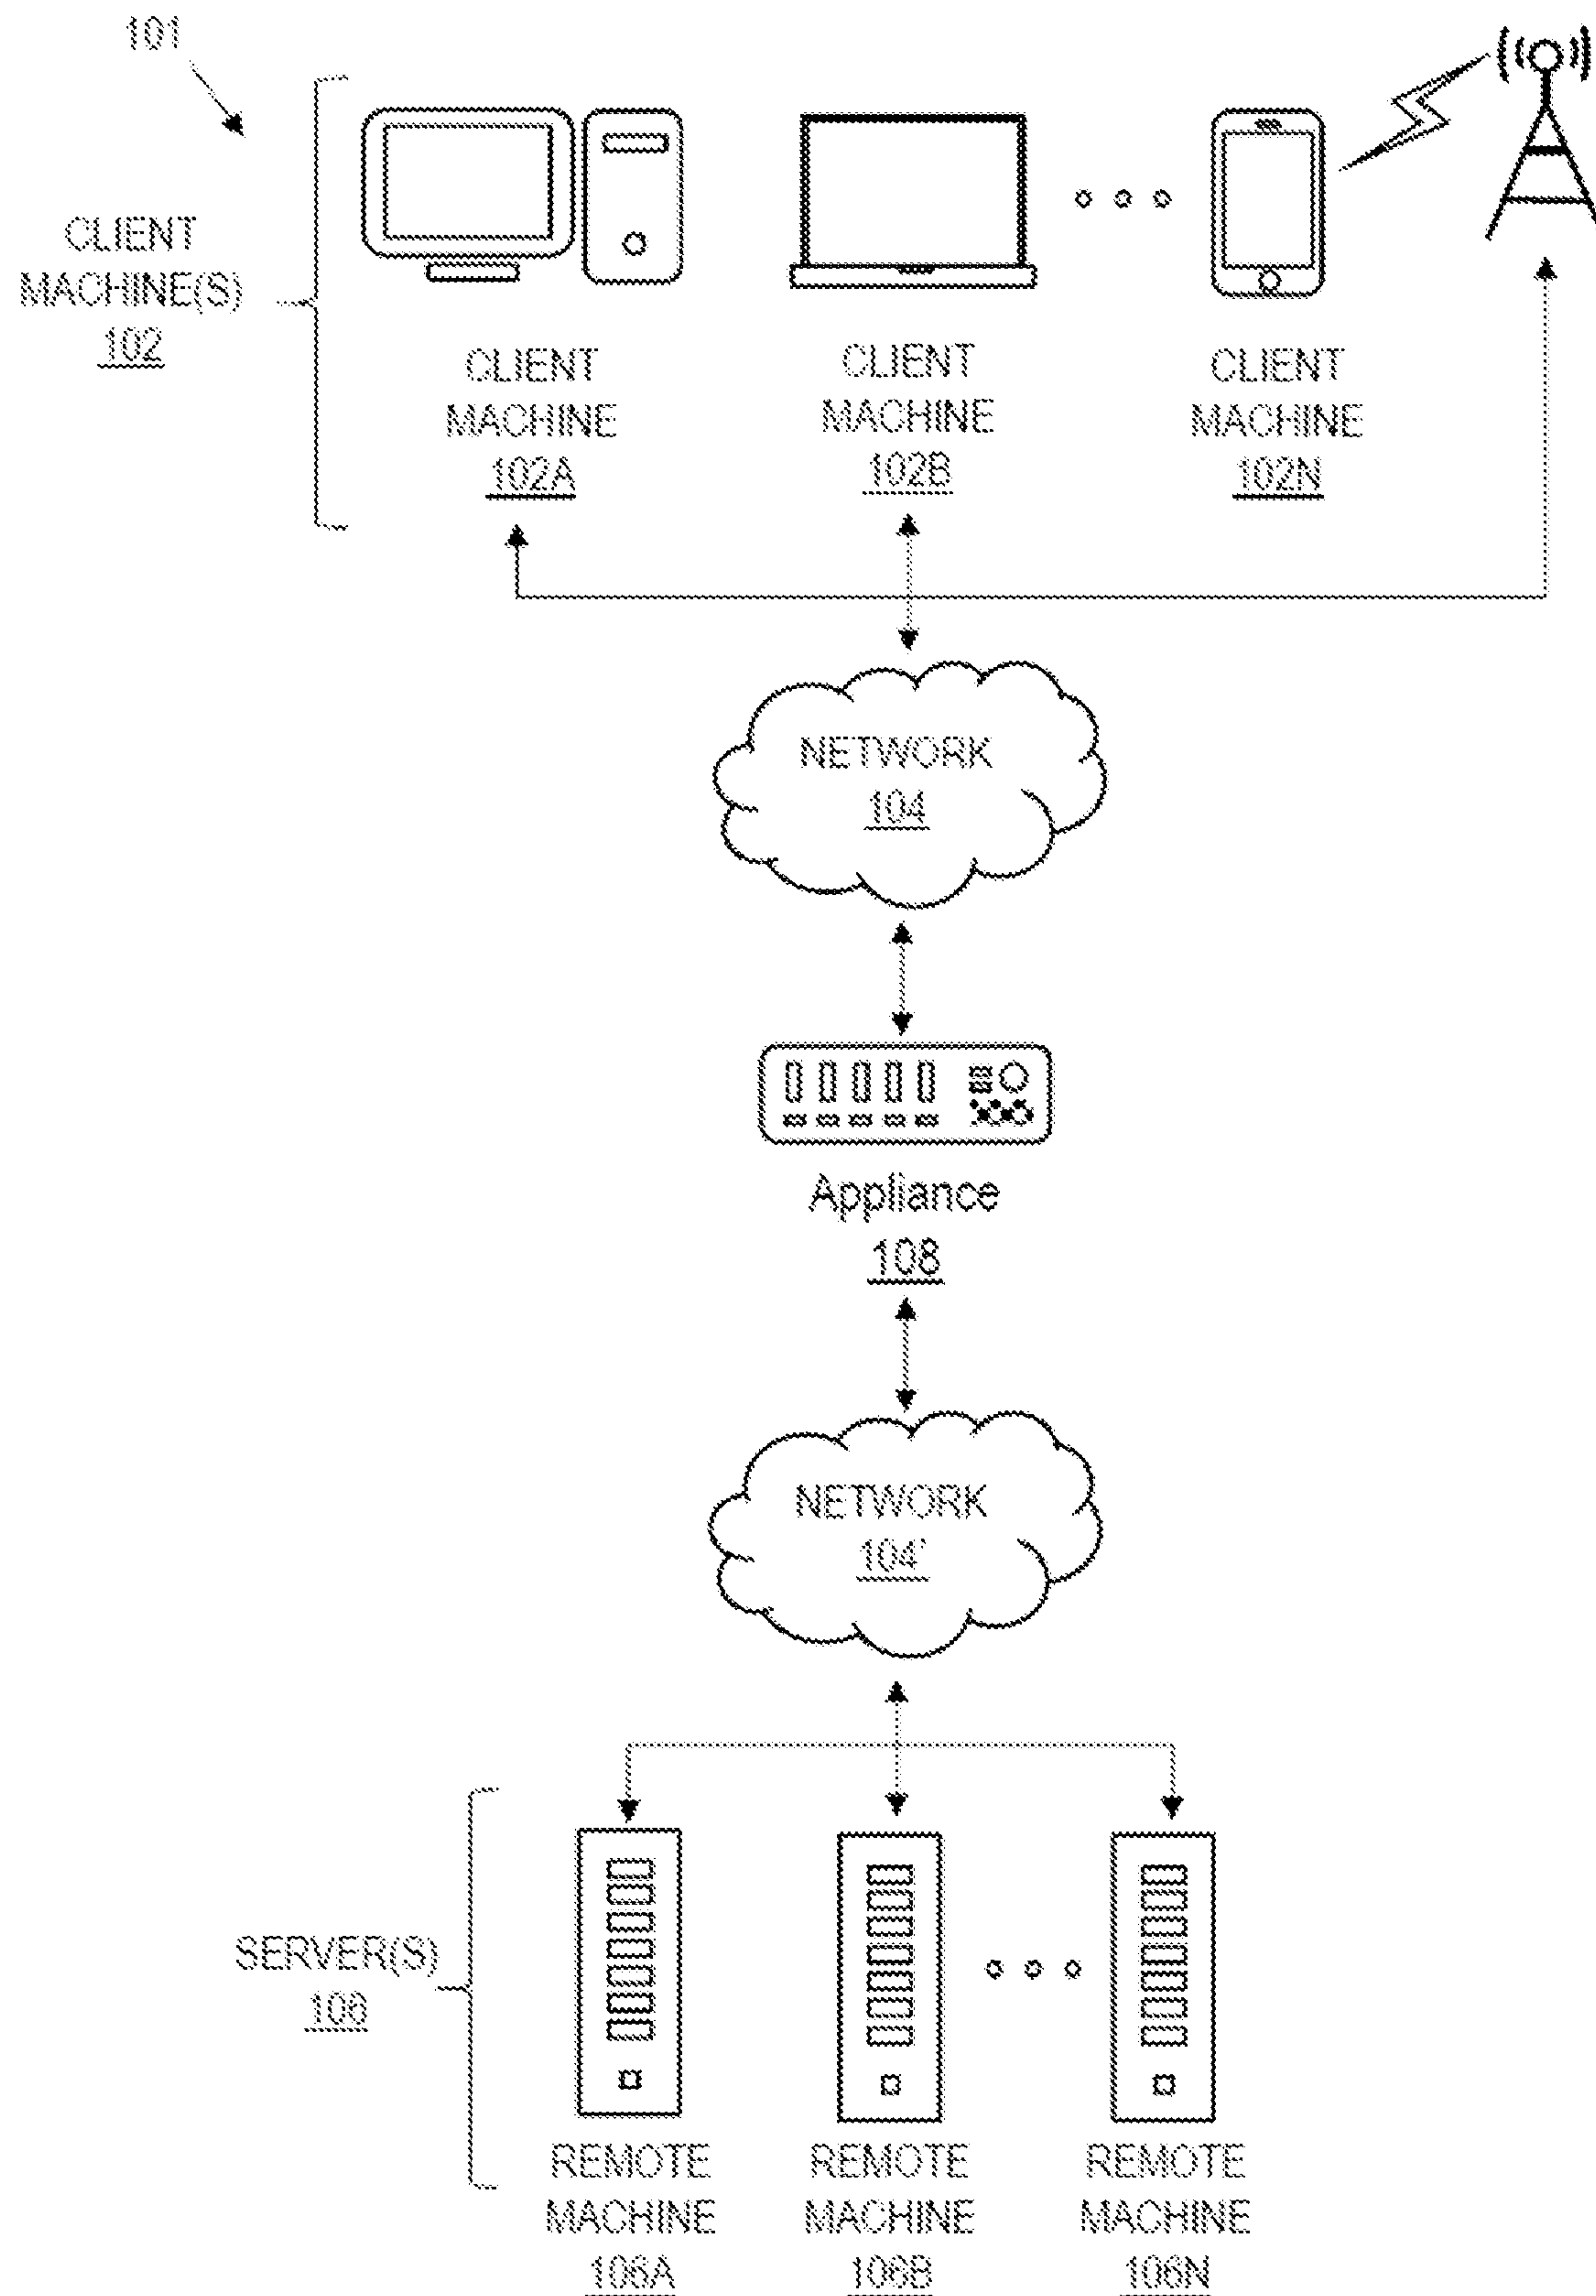 101
CLIENT
MACHINE(S)
102
CLIENT
MACHINE
102A
CLIENT
MACHINE
102B
CLIENT
MACHINE
102N
NETWORK
104
Appliance
108
NETWORK
104'
SERVER(S)
106
REMOTE
MACHINE
106A
REMOTE
MACHINE
106B
REMOTE
MACHINE
106N